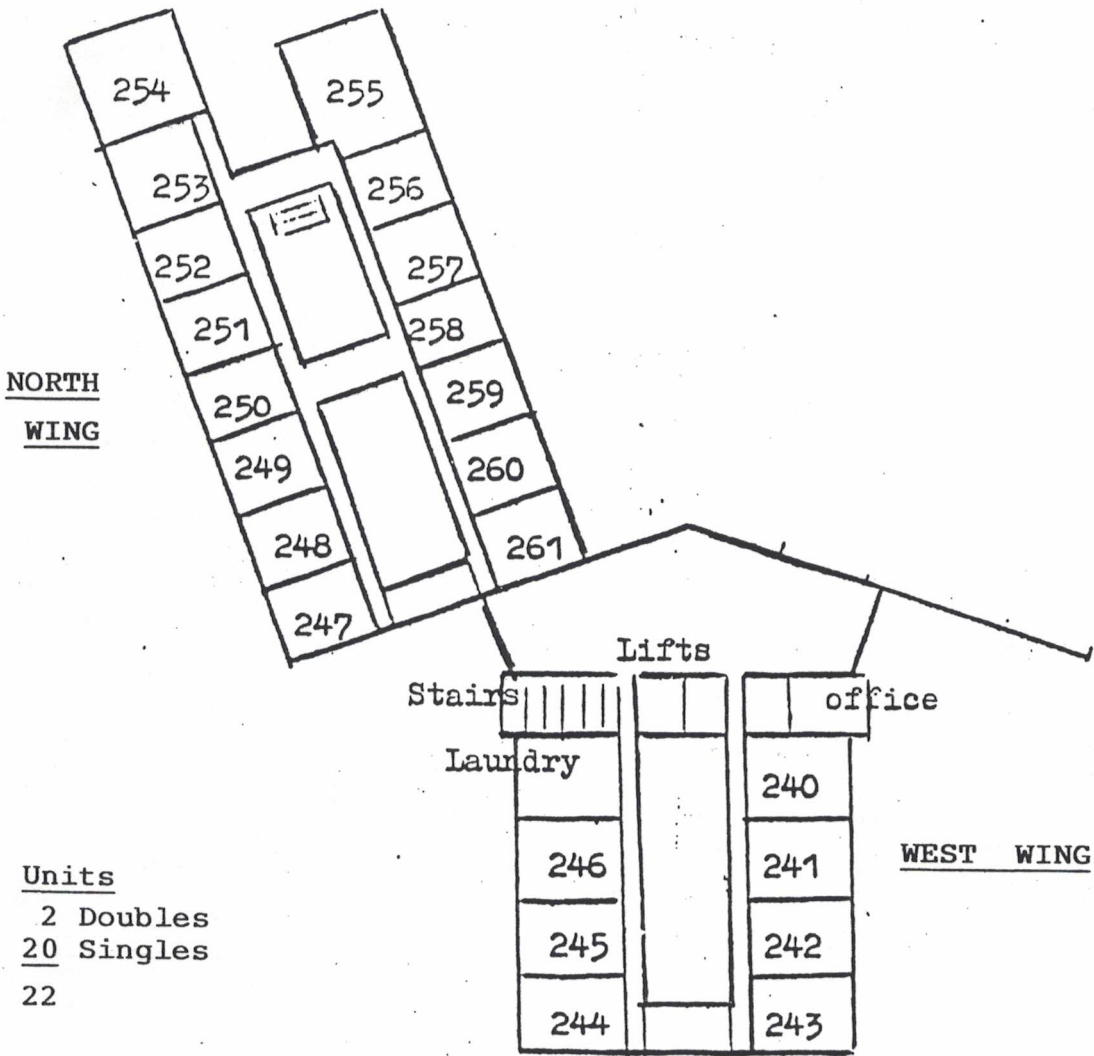 254
255
253
256
252
257
251
258
NORTH
WING
250
259
249
260
248
261
247
Lifts
Stairs
office
Laundry
240
246
241
WEST WING
245
242
244
243
Units
2 Doubles
20 Singles
22